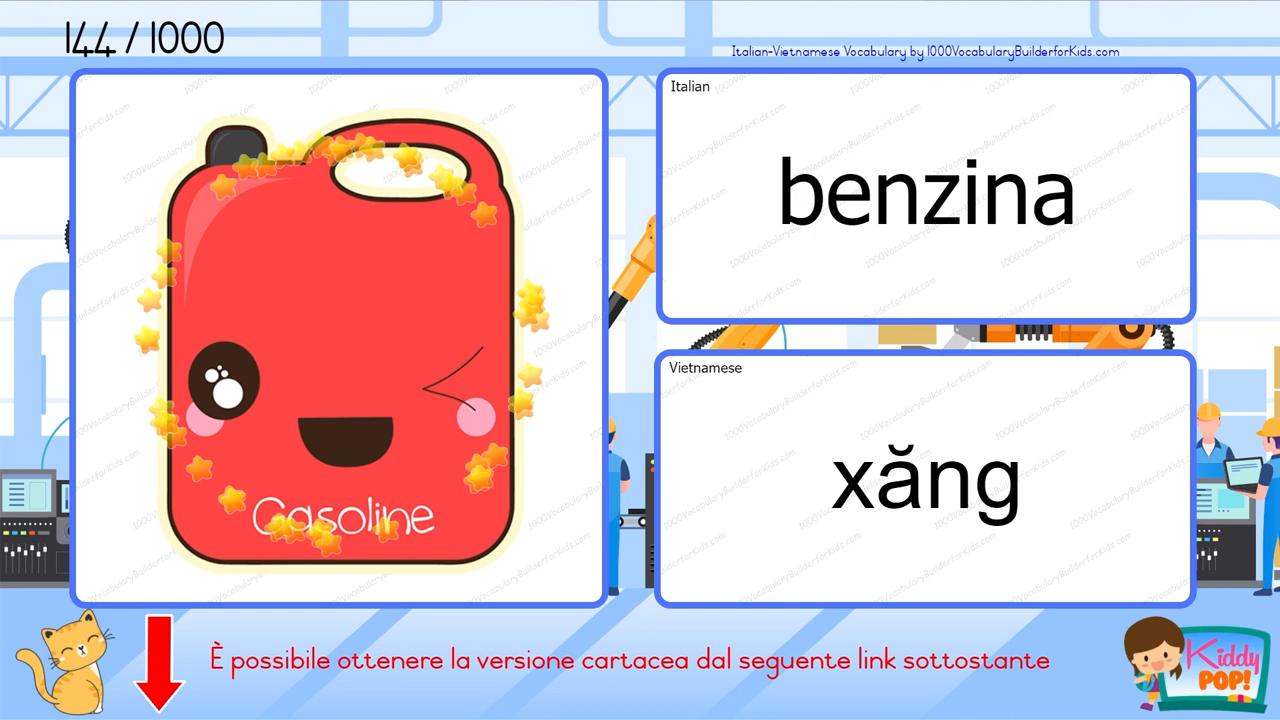 144 / 1000
Italian-Vietnamese Vocabulary by 1000VocabularyBuilderforKids.com
Italian
benzina
Vietnamese
xăng
Gasoline
È possibile ottenere la versione cartacea dal seguente link sottostante
Kiddy
POP!